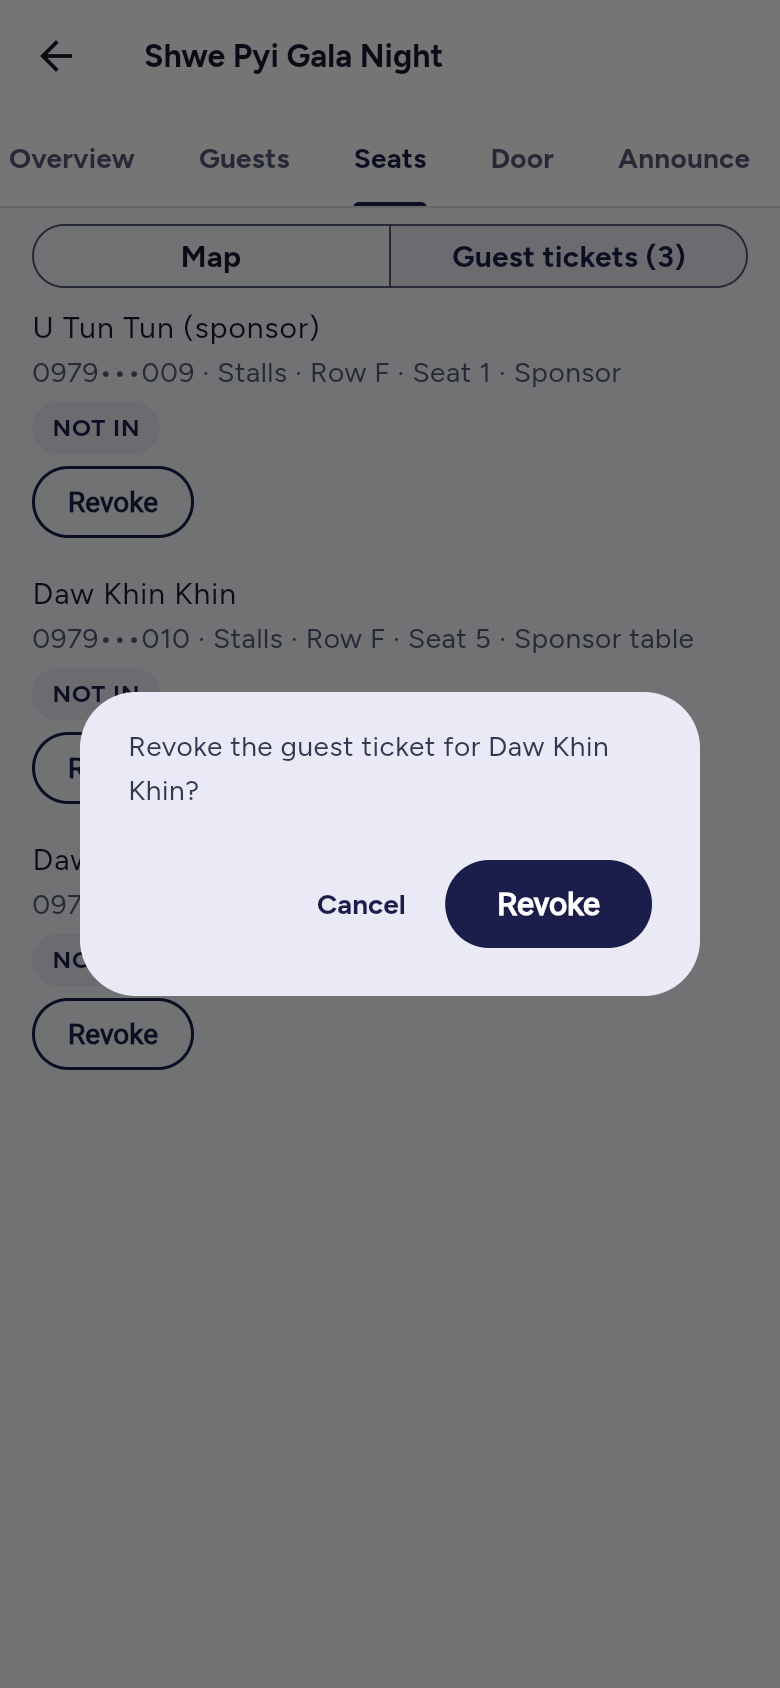 Shwe Pyi Gala Night
Overview Guests Seats Door Announce
Map Guest tickets (3)
U Tun Tun (sponsor)
0979•••009 · Stalls · Row F · Seat 1 · Sponsor
NOT IN
Revoke
Daw Khin Khin
0979•••010 · Stalls · Row F · Seat 5 · Sponsor table
NOT IN
Revoke the guest ticket for Daw Khin
Khin?
Cancel Revoke
Revoke